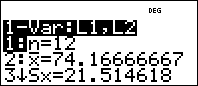 DEG
1-Var:L1,L2
1:n=12
2:x̄=74.16666667
3↓Sx=21.514618